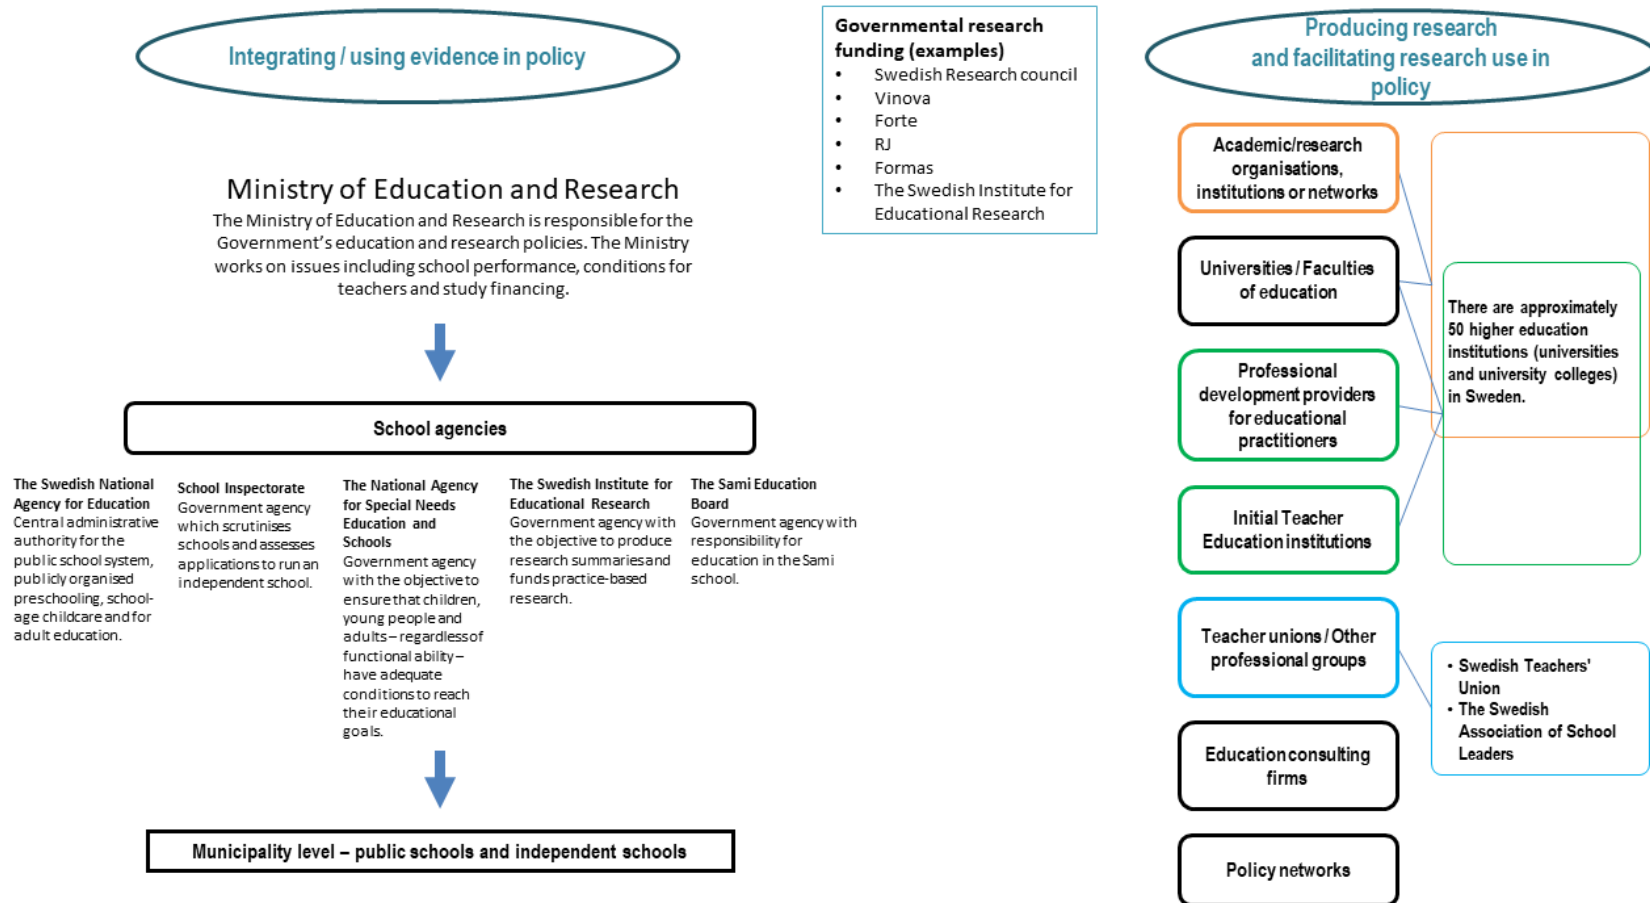 Integrating / using evidence in policy
Ministry of Education and Research
The Ministry of Education and Research is responsible for the
Government's education and research policies. The Ministry
works on issues including school performance, conditions for
teachers and study financing.
School agencies
The Swedish National
Agency for Education
Central administrative
authority for the
public school system,
publicly organised
preschooling, school-
age childcare and for
adult education.
School Inspectorate
Government agency
which scrutinises
schools and assesses
applications to run an
independent school.
The National Agency
for Special Needs
Education and
Schools
Government agency
with the objective to
ensure that children,
young people and
adults – regardless of
functional ability –
have adequate
conditions to reach
their educational
goals.
The Swedish Institute for
Educational Research
Government agency with
the objective to produce
research summaries and
funds practice-based
research.
The Sami Education
Board
Government agency with
responsibility for
education in the Sami
school.
Municipality level – public schools and independent schools
Governmental research
funding (examples)
• Swedish Research council
• Vinova
• Forte
• RJ
• Formas
• The Swedish Institute for
Educational Research
Producing research
and facilitating research use in
policy
Academic/research
organisations,
institutions or networks
Universities / Faculties
of education
Professional
development providers
for educational
practitioners
Initial Teacher
Education institutions
Teacher unions / Other
professional groups
Education consulting
firms
Policy networks
There are approximately
50 higher education
institutions (universities
and university colleges)
in Sweden.
• Swedish Teachers'
Union
• The Swedish
Association of School
Leaders